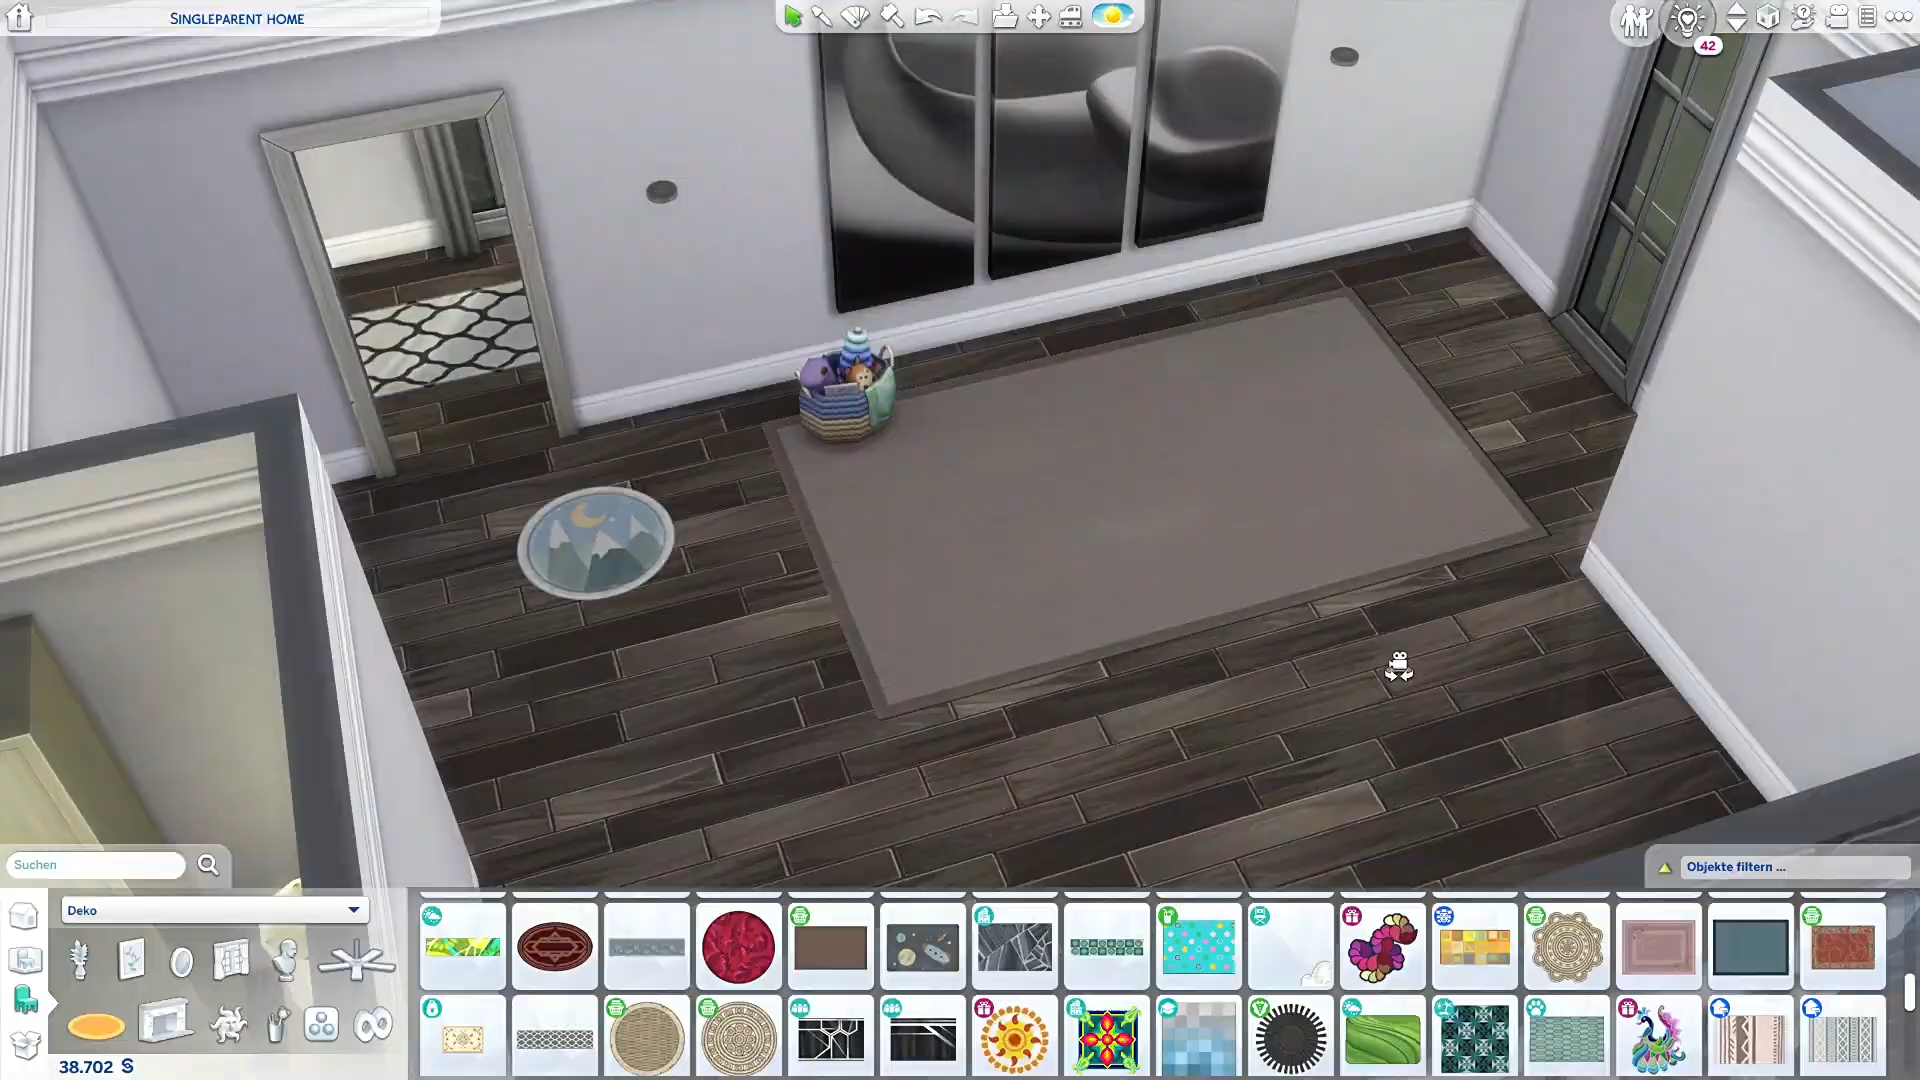 SINGLEPARENT HOME
42
Suchen
Objekte filtern ...
Deko
38.702 S